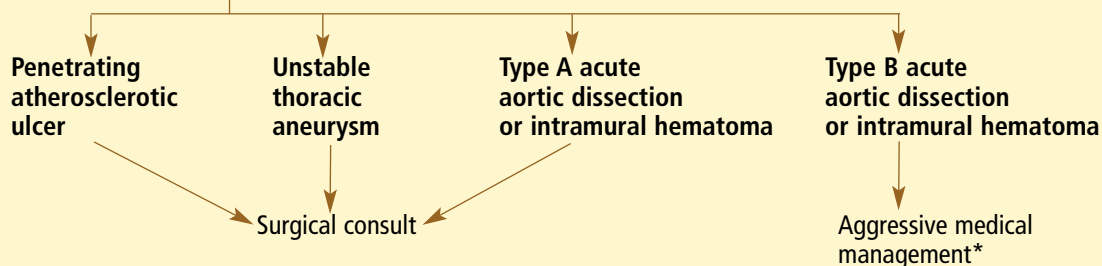 Penetrating
atherosclerotic
ulcer
Unstable
thoracic
aneurysm
Type A acute
aortic dissection
or intramural hematoma
Type B acute
aortic dissection
or intramural hematoma
Surgical consult
Aggressive medical
management*